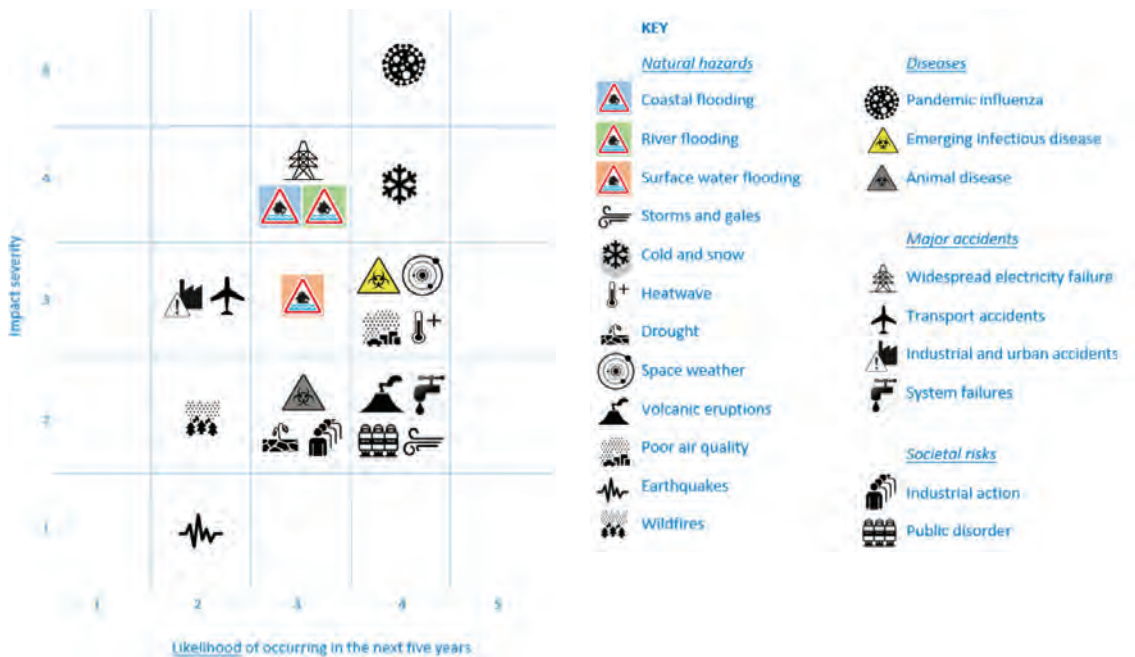 5
4
3
2
1
Impact severity
1 2 3 4 5
Likelihood of occurring in the next five years
KEY
Natural hazards
Coastal flooding
River flooding
Surface water flooding
Storms and gales
Cold and snow
Heatwave
Drought
Space weather
Volcanic eruptions
Poor air quality
Earthquakes
Wildfires
Diseases
Pandemic influenza
Emerging infectious disease
Animal disease
Major accidents
Widespread electricity failure
Transport accidents
Industrial and urban accidents
System failures
Societal risks
Industrial action
Public disorder